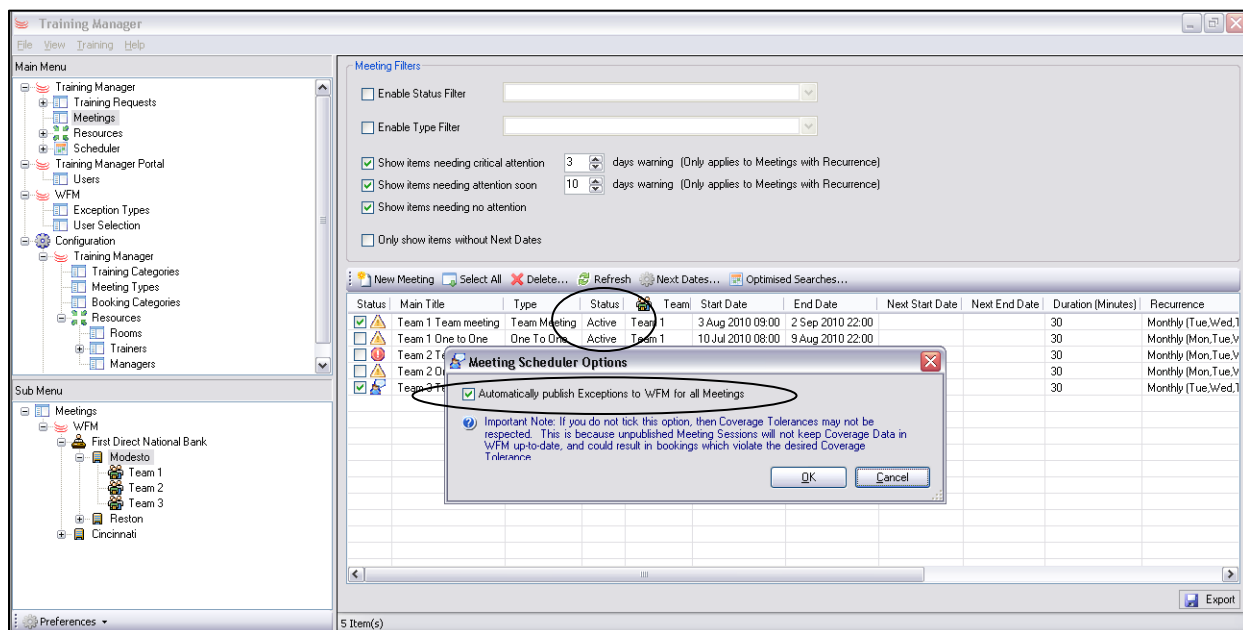 Training Manager
File View Training Help
Main Menu
Training Manager
Training Requests
Meetings
Resources
Scheduler
Training Manager Portal
Users
WFM
Exception Types
User Selection
Configuration
Training Manager
Training Categories
Meeting Types
Booking Categories
Resources
Rooms
Trainers
Managers
Sub Menu
Meetings
WFM
First Direct National Bank
Modesto
Team 1
Team 2
Team 3
Reston
Cincinnati
Preferences
Meeting Filters
Enable Status Filter
Enable Type Filter
Show items needing critical attention 3 days warning (Only applies to Meetings with Recurrence)
Show items needing attention soon 10 days warning (Only applies to Meetings with Recurrence)
Show items needing no attention
Only show items without Next Dates
New Meeting Select All Delete... Refresh Next Dates... Optimised Searches...
Status Main Title Type Status Team Start Date End Date Next Start Date Next End Date Duration (Minutes) Recurrence
Team 1 Team meeting Team Meeting Active Team 1 3 Aug 2010 09:00 2 Sep 2010 22:00 30 Monthly (Tue,Wed,T
Team 1 One to One One To One Active Team 1 10 Jul 2010 08:00 9 Aug 2010 22:00 30 Monthly (Mon,Tue,V
Team 2 Te 30 Monthly (Mon,Tue,V
Team 2 O 30 Monthly (Mon,Tue,V
Team 3 Te 30 Monthly (Tue,Wed,T
Meeting Scheduler Options
Automatically publish Exceptions to WFM for all Meetings
Important Note: If you do not tick this option, then Coverage Tolerances may not be
respected. This is because unpublished Meeting Sessions will not keep Coverage Data in
WFM up-to-date, and could result in bookings which violate the desired Coverage
Tolerance
OK Cancel
Export
5 Item(s)